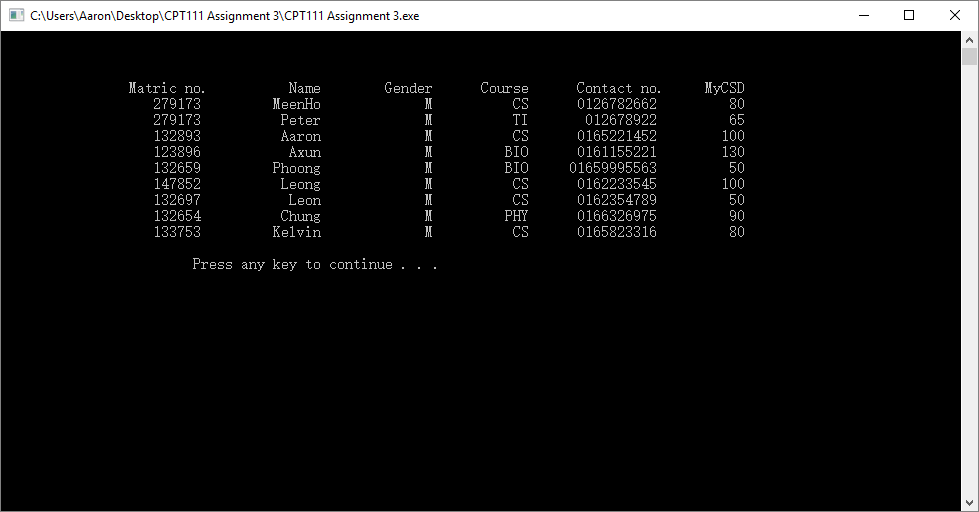 C:\Users\Aaron\Desktop\CPT111 Assignment 3\CPT111 Assignment 3.exe
Matric no. Name Gender Course Contact no. MyCSD
279173 MeenHo M CS 0126782662 80
279173 Peter M TI 012678922 65
132893 Aaron M CS 0165221452 100
123896 Axun M BIO 0161155221 130
132659 Phoong M BIO 01659995563 50
147852 Leong M CS 0162233545 100
132697 Leon M CS 0162354789 50
132654 Chung M PHY 0166326975 90
133753 Kelvin M CS 0165823316 80
Press any key to continue . . .